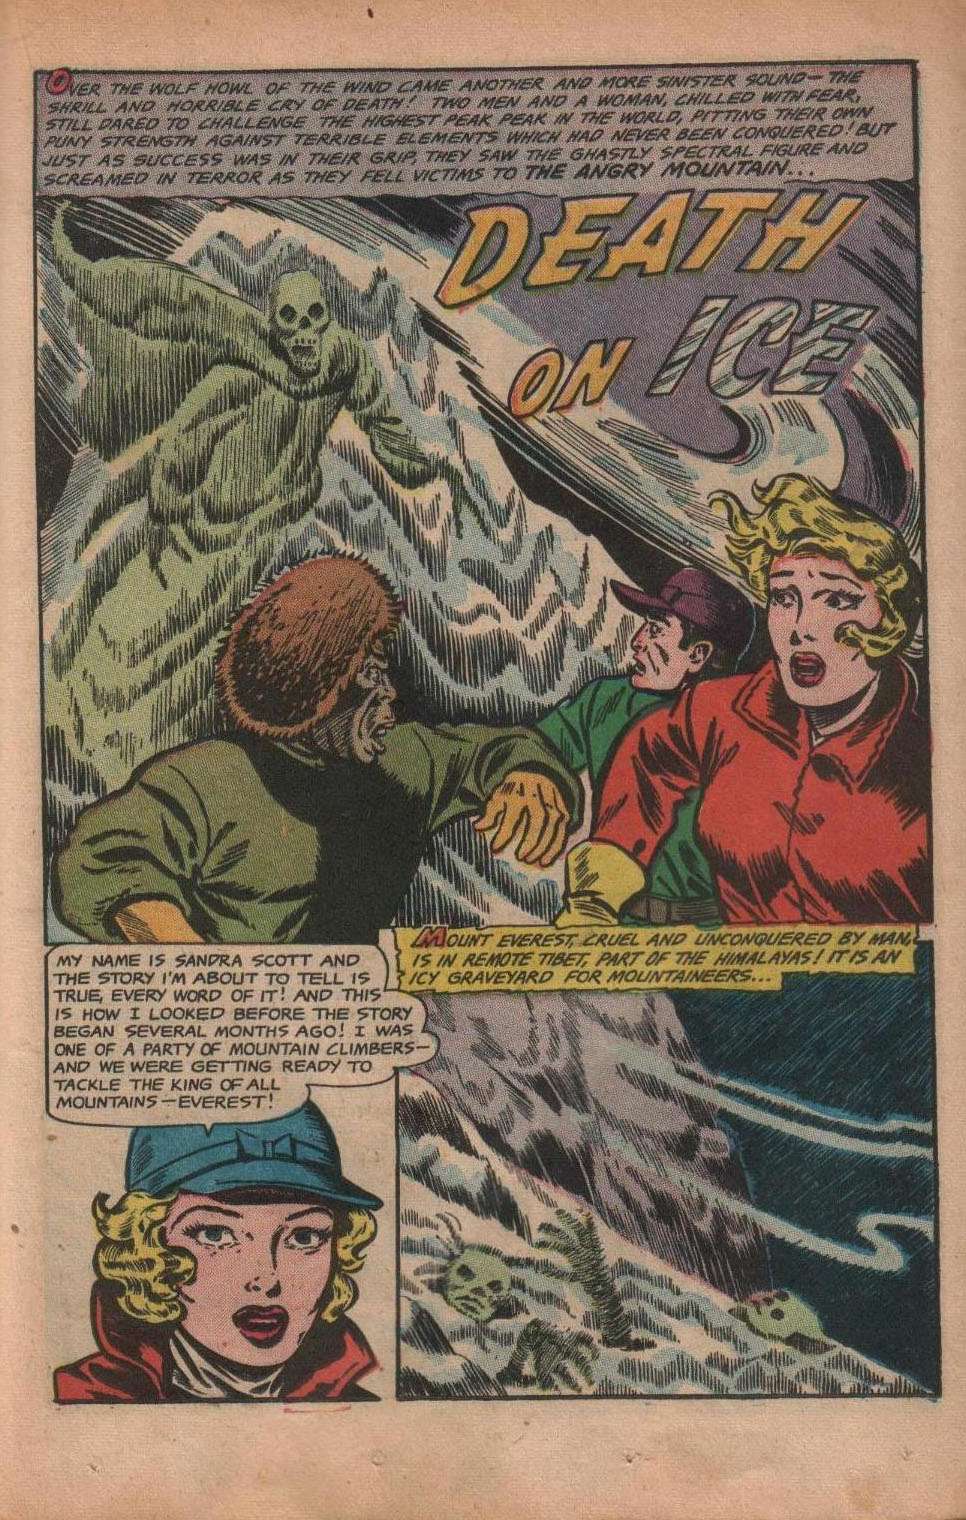 OVER THE WOLF HOWL OF THE WIND CAME ANOTHER AND MORE SINISTER SOUND—THE
SHRILL AND HORRIBLE CRY OF DEATH! TWO MEN AND A WOMAN, CHILLED WITH FEAR,
STILL DARED TO CHALLENGE THE HIGHEST PEAK PEAK IN THE WORLD, PITTING THEIR OWN
PUNY STRENGTH AGAINST TERRIBLE ELEMENTS WHICH HAD NEVER BEEN CONQUERED! BUT
JUST AS SUCCESS WAS IN THEIR GRIP, THEY SAW THE GHASTLY SPECTRAL FIGURE AND
SCREAMED IN TERROR AS THEY FELL VICTIMS TO THE ANGRY MOUNTAIN...
DEATH
ON ICE
MY NAME IS SANDRA SCOTT AND
THE STORY I'M ABOUT TO TELL IS
TRUE, EVERY WORD OF IT! AND THIS
IS HOW I LOOKED BEFORE THE STORY
BEGAN SEVERAL MONTHS AGO! I WAS
ONE OF A PARTY OF MOUNTAIN CLIMBERS—
AND WE WERE GETTING READY TO
TACKLE THE KING OF ALL
MOUNTAINS—EVEREST!
MOUNT EVEREST, CRUEL AND UNCONQUERED BY MAN,
IS IN REMOTE TIBET, PART OF THE HIMALAYAS! IT IS AN
ICY GRAVEYARD FOR MOUNTAINEERS...